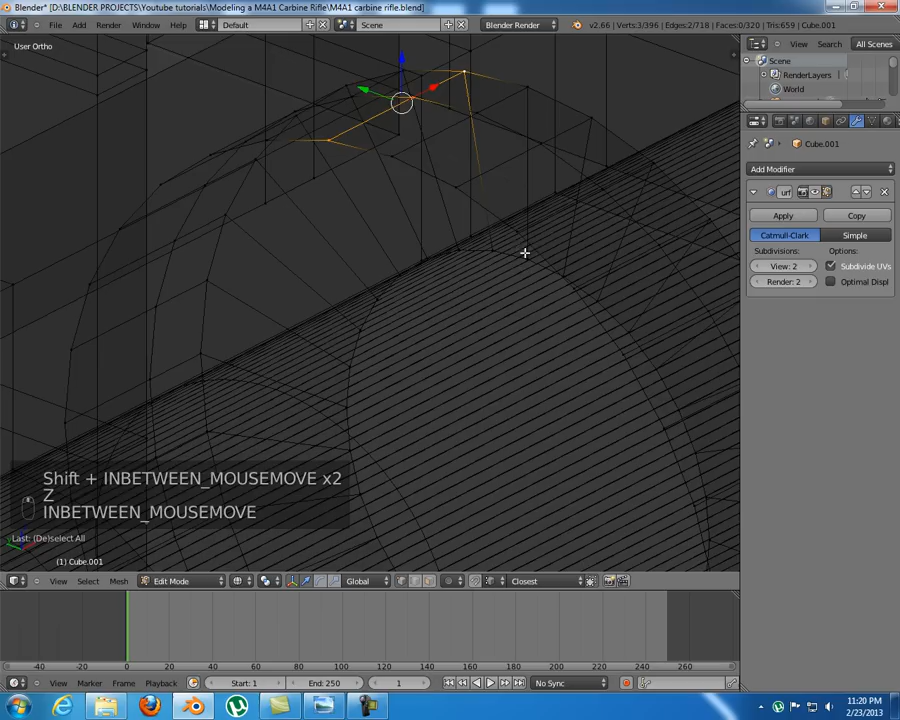 Blender* [D:\BLENDER PROJECTS\Youtube tutorials\Modeling a M4A1 Carbine Rifle\M4A1 carbine rifle.blend]
File Add Render Window Help Default Scene Blender Render v2.66 | Verts:3/396 | Edges:2/718 | Faces:0/320 | Tris:659 | Cube.001
User Ortho
View Search All Scenes
Scene
RenderLayers
World
Cube.001
Add Modifier
urf
Apply Copy
Catmull-Clark Simple
Subdivisions: Options:
View: 2 Subdivide UVs
Render: 2 Optimal Displ
Shift + INBETWEEN_MOUSEMOVE x2
Z
INBETWEEN_MOUSEMOVE
Last: (De)select All
(1) Cube.001
View Select Mesh Edit Mode Global Closest
-40 -20 0 20 40 60 80 100 120 140 160 180 200 220 240 260
View Marker Frame Playback Start: 1 End: 250 1 No Sync
11:20 PM
2/23/2013